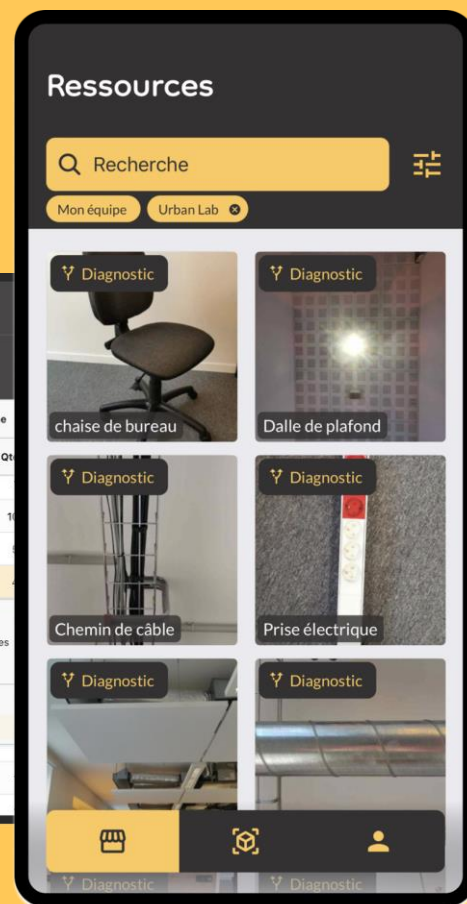 Ressources
Recherche
Mon équipe
Urban Lab
Diagnostic
Diagnostic
chaise de bureau
Dalle de plafond
Diagnostic
Diagnostic
Chemin de câble
Prise électrique
Diagnostic
Diagnostic
Diagnostic
Diagnostic